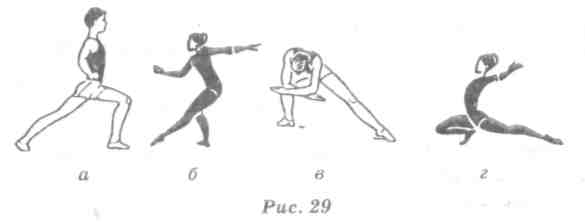 а б в г
Рис. 29